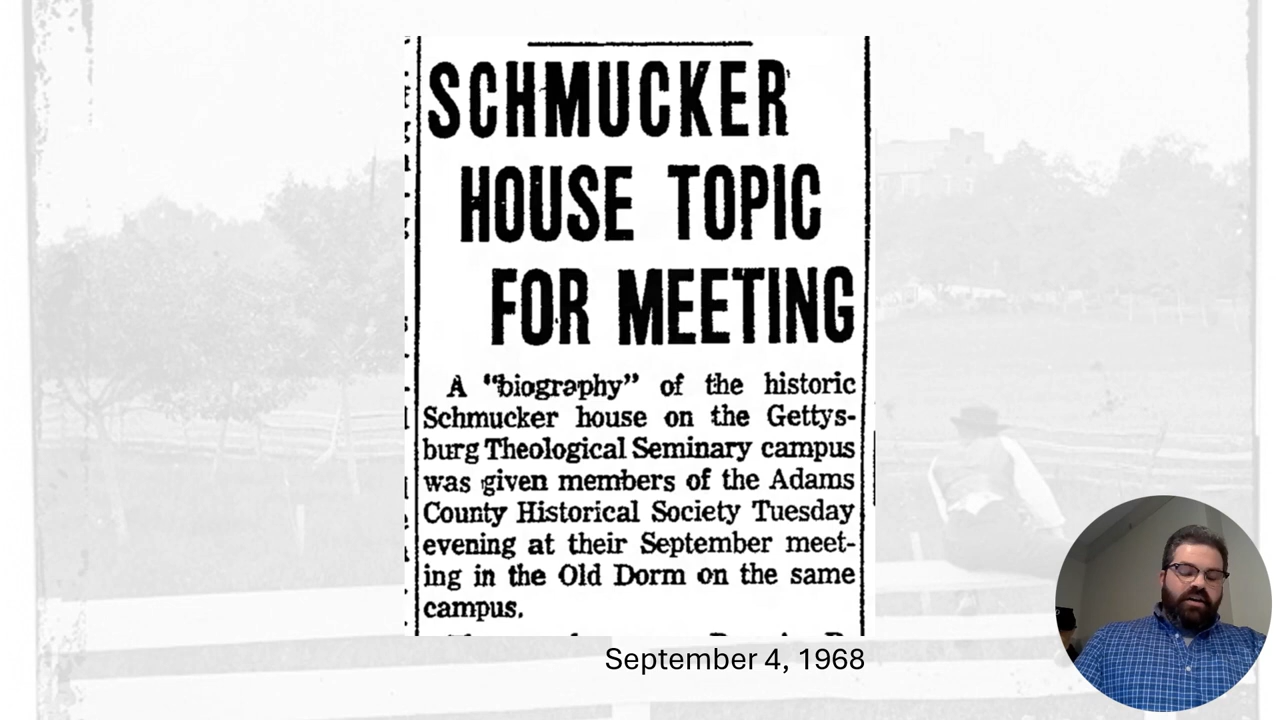 SCHMUCKER
HOUSE TOPIC
FOR MEETING
A “biography” of the historic
Schmucker house on the Gettys-
burg Theological Seminary campus
was given members of the Adams
County Historical Society Tuesday
evening at their September meet-
ing in the Old Dorm on the same
campus.
September 4, 1968